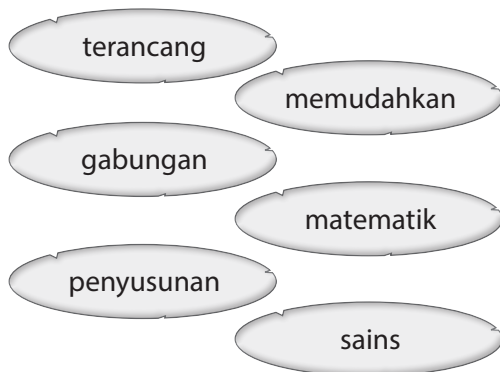 terancang
memudahkan
gabungan
matematik
penyusunan
sains